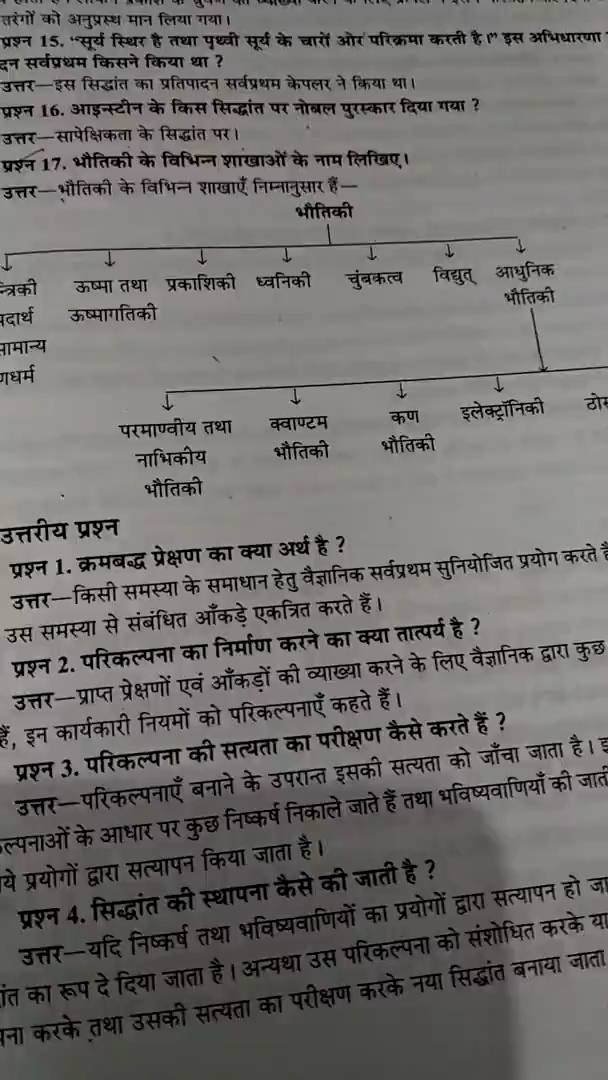 तरंगों को अनुप्रस्थ मान लिया गया।
प्रश्न 15. "सूर्य स्थिर है तथा पृथ्वी सूर्य के चारों ओर परिक्रमा करती है।" इस अभिधारणा
दन सर्वप्रथम किसने किया था ?
उत्तर—इस सिद्धांत का प्रतिपादन सर्वप्रथम केपलर ने किया था।
प्रश्न 16. आइन्स्टीन के किस सिद्धांत पर नोबल पुरस्कार दिया गया ?
उत्तर—सापेक्षिकता के सिद्धांत पर।
प्रश्न 17. भौतिकी के विभिन्न शाखाओं के नाम लिखिए।
उत्तर—भौतिकी के विभिन्न शाखाएँ निम्नानुसार हैं—
भौतिकी
न्त्रिकी ऊष्मा तथा प्रकाशिकी ध्वनिकी चुंबकत्व विद्युत् आधुनिक
पदार्थ ऊष्मागतिकी भौतिकी
सामान्य
णधर्म
परमाण्वीय तथा क्वाण्टम कण इलेक्ट्रॉनिकी ठोस
नाभिकीय भौतिकी भौतिकी
भौतिकी
उत्तरीय प्रश्न
प्रश्न 1. क्रमबद्ध प्रेक्षण का क्या अर्थ है ?
उत्तर—किसी समस्या के समाधान हेतु वैज्ञानिक सर्वप्रथम सुनियोजित प्रयोग करते हैं
उस समस्या से संबंधित आँकड़े एकत्रित करते हैं।
प्रश्न 2. परिकल्पना का निर्माण करने का क्या तात्पर्य है ?
उत्तर—प्राप्त प्रेक्षणों एवं आँकड़ों की व्याख्या करने के लिए वैज्ञानिक द्वारा कुछ
हैं, इन कार्यकारी नियमों को परिकल्पनाएँ कहते हैं।
प्रश्न 3. परिकल्पना की सत्यता का परीक्षण कैसे करते हैं ?
उत्तर—परिकल्पनाएँ बनाने के उपरान्त इसकी सत्यता को जाँचा जाता है।
ल्पनाओं के आधार पर कुछ निष्कर्ष निकाले जाते हैं तथा भविष्यवाणियाँ की जाती
ये प्रयोगों द्वारा सत्यापन किया जाता है।
प्रश्न 4. सिद्धांत की स्थापना कैसे की जाती है ?
उत्तर—यदि निष्कर्ष तथा भविष्यवाणियों का प्रयोगों द्वारा सत्यापन हो जा
ांत का रूप दे दिया जाता है। अन्यथा उस परिकल्पना को संशोधित करके या
पना करके तथा उसकी सत्यता का परीक्षण करके नया सिद्धांत बनाया जाता